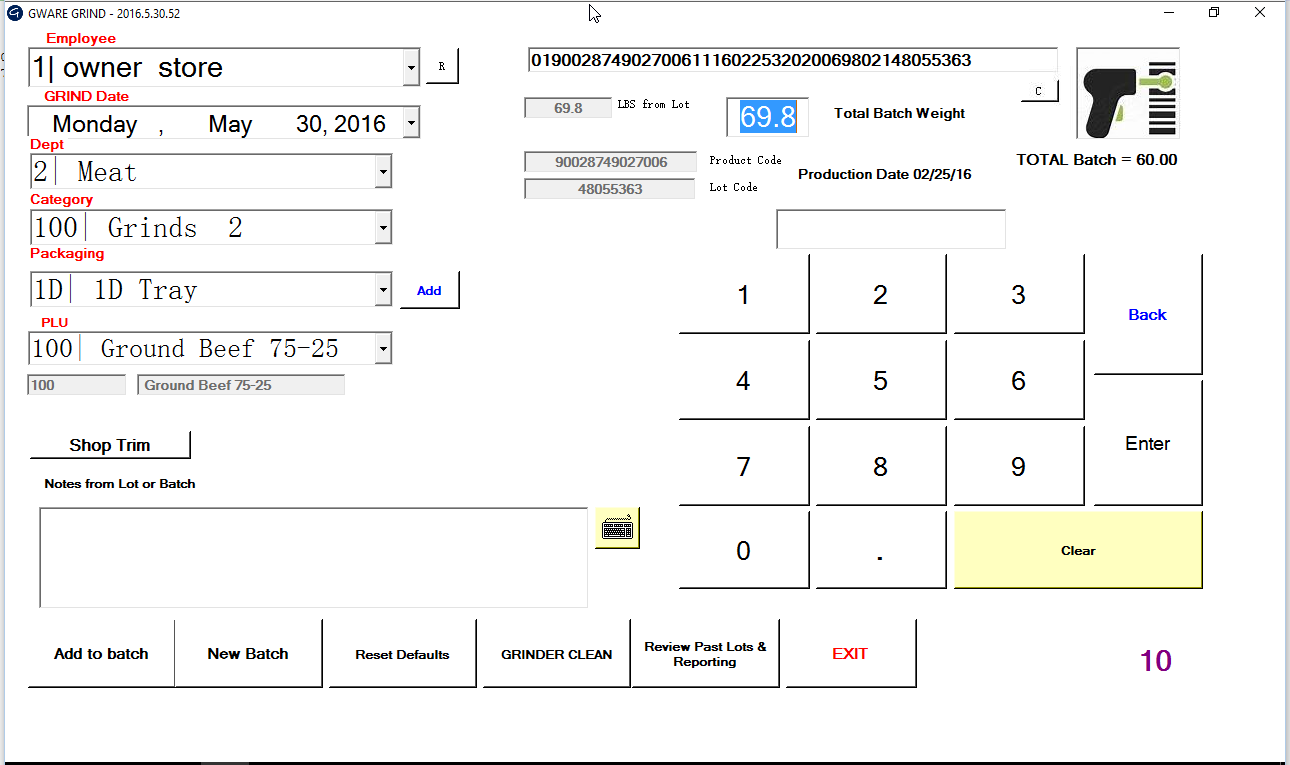 GWARE GRIND - 2016.5.30.52
Employee
1| owner store
R
GRIND Date
Monday , May 30, 2016
Dept
2| Meat
Category
100| Grinds 2
Packaging
1D| 1D Tray
Add
PLU
100| Ground Beef 75-25
100
Ground Beef 75-25
Shop Trim
Notes from Lot or Batch
01900287490270061116022532020069802148055363
C
69.8
LBS from Lot
69.8
Total Batch Weight
90028749027006
Product Code
TOTAL Batch = 60.00
48055363
Lot Code
Production Date 02/25/16
1
2
3
Back
4
5
6
7
8
9
Enter
0
.
Clear
Add to batch
New Batch
Reset Defaults
GRINDER CLEAN
Review Past Lots &
Reporting
EXIT
10